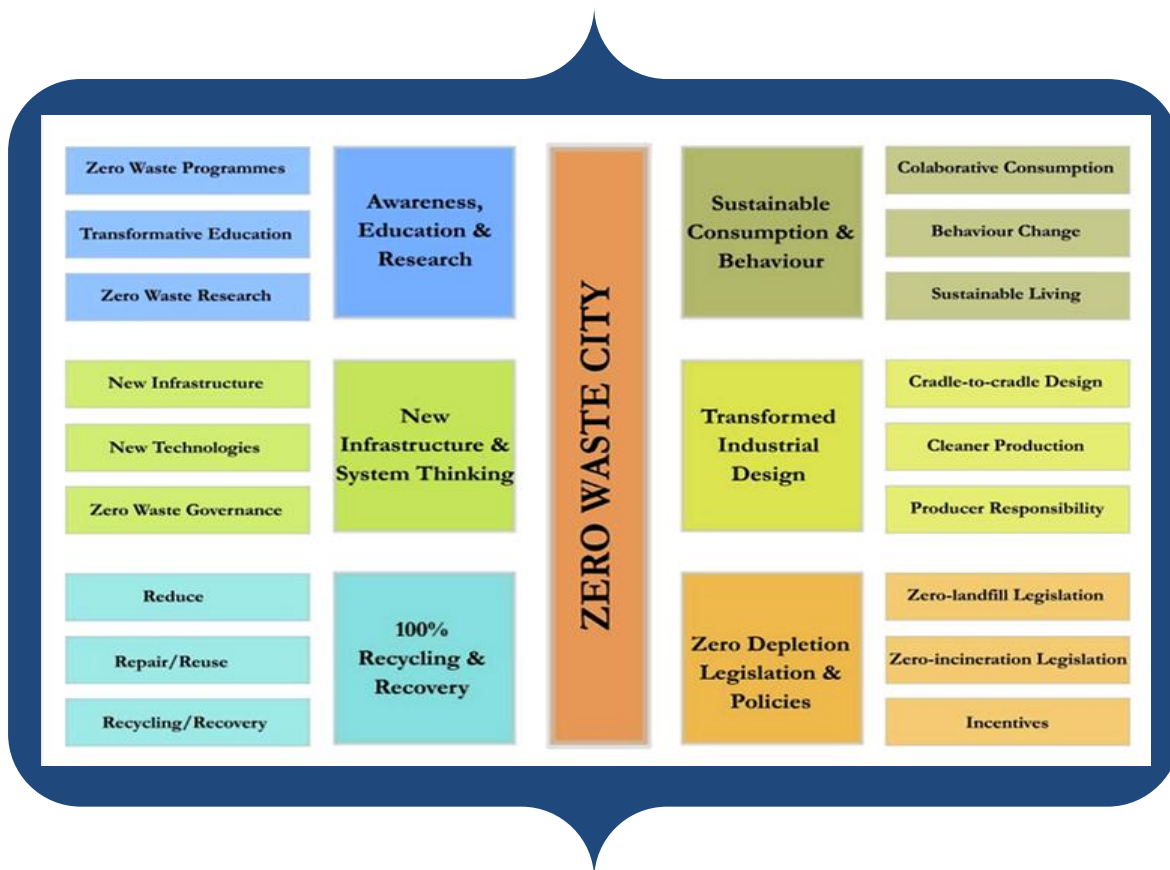 Zero Waste Programmes
Transformative Education
Zero Waste Research
Awareness,
Education &
Research
New Infrastructure
New Technologies
Zero Waste Governance
New
Infrastructure &
System Thinking
Reduce
Repair/Reuse
Recycling/Recovery
100%
Recycling &
Recovery
ZERO WASTE CITY
Sustainable
Consumption &
Behaviour
Colaborative Consumption
Behaviour Change
Sustainable Living
Transformed
Industrial
Design
Cradle-to-cradle Design
Cleaner Production
Producer Responsibility
Zero Depletion
Legislation &
Policies
Zero-landfill Legislation
Zero-incineration Legislation
Incentives